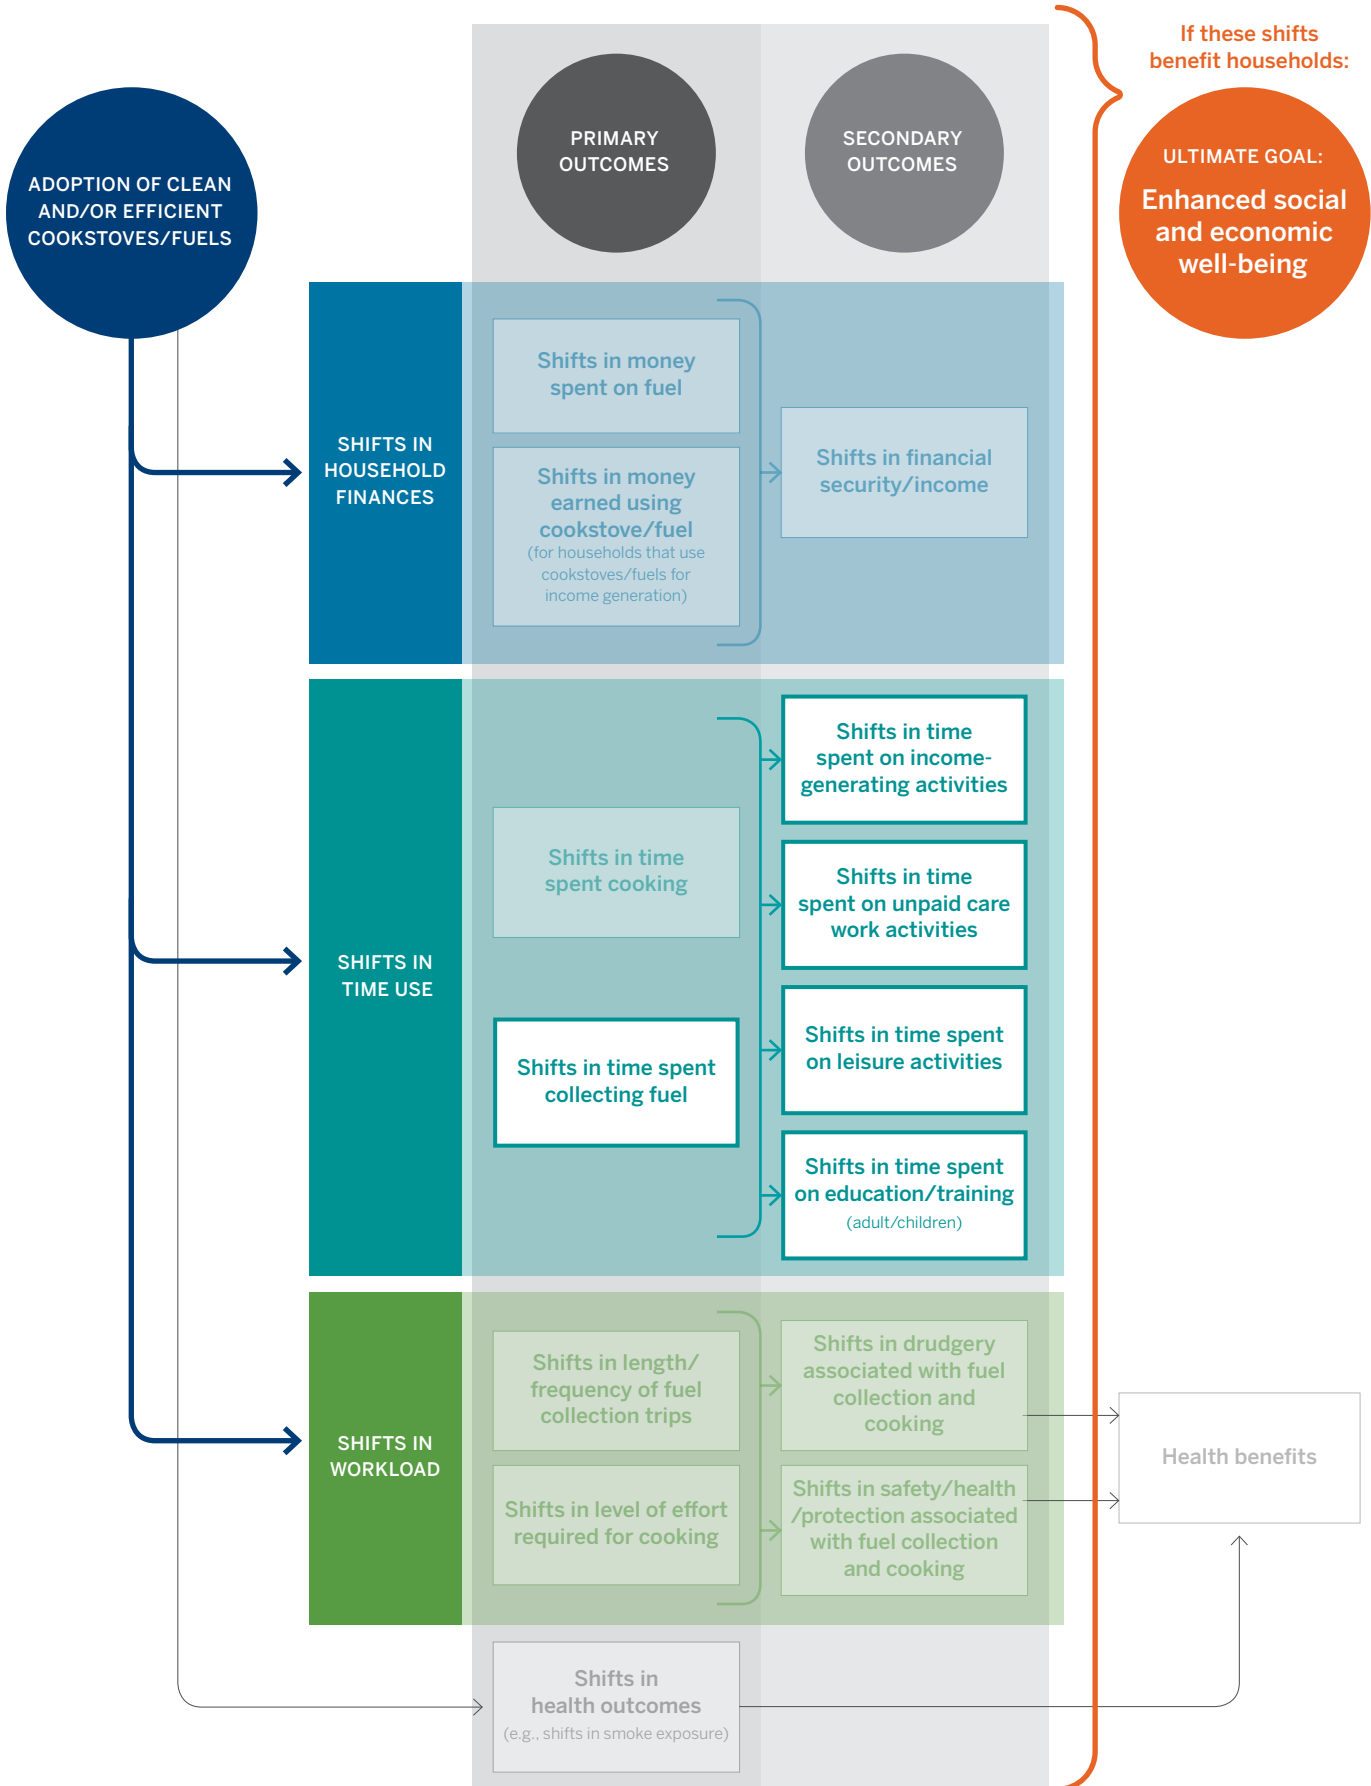 If these shifts
benefit households:
ADOPTION OF CLEAN
AND/OR EFFICIENT
COOKSTOVES/FUELS
PRIMARY
OUTCOMES
SECONDARY
OUTCOMES
ULTIMATE GOAL:
Enhanced social
and economic
well-being
SHIFTS IN
HOUSEHOLD
FINANCES
Shifts in money
spent on fuel
Shifts in money
earned using
cookstove/fuel
(for households that use
cookstoves/fuels for
income generation)
Shifts in financial
security/income
SHIFTS IN
TIME USE
Shifts in time
spent cooking
Shifts in time spent
collecting fuel
Shifts in time
spent on income-
generating activities
Shifts in time
spent on unpaid care
work activities
Shifts in time spent
on leisure activities
Shifts in time spent
on education/training
(adult/children)
SHIFTS IN
WORKLOAD
Shifts in length/
frequency of fuel
collection trips
Shifts in level of effort
required for cooking
Shifts in drudgery
associated with fuel
collection and
cooking
Shifts in safety/health
/protection associated
with fuel collection
and cooking
Health benefits
Shifts in
health outcomes
(e.g., shifts in smoke exposure)